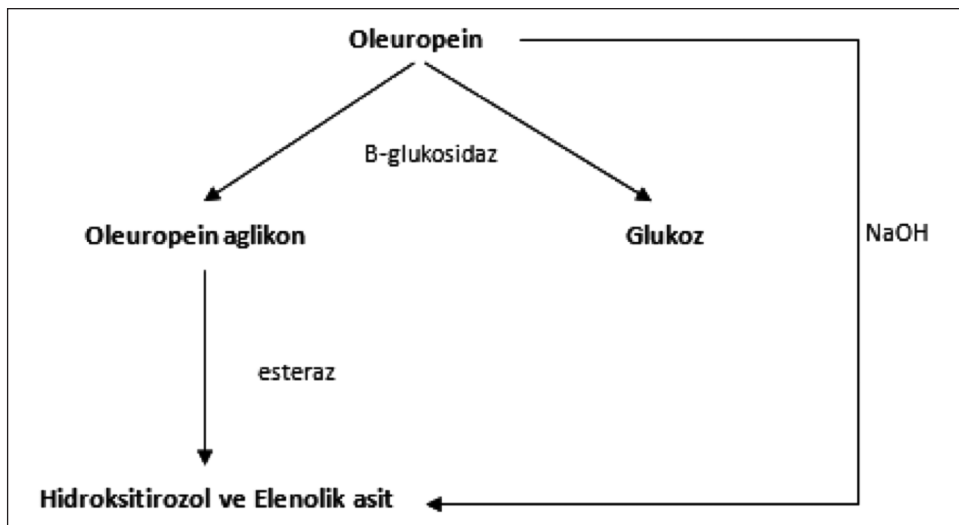 Oleuropein
B-glukosidaz
Oleuropein aglikon
Glukoz
NaOH
esteraz
Hidroksitirozol ve Elenolik asit